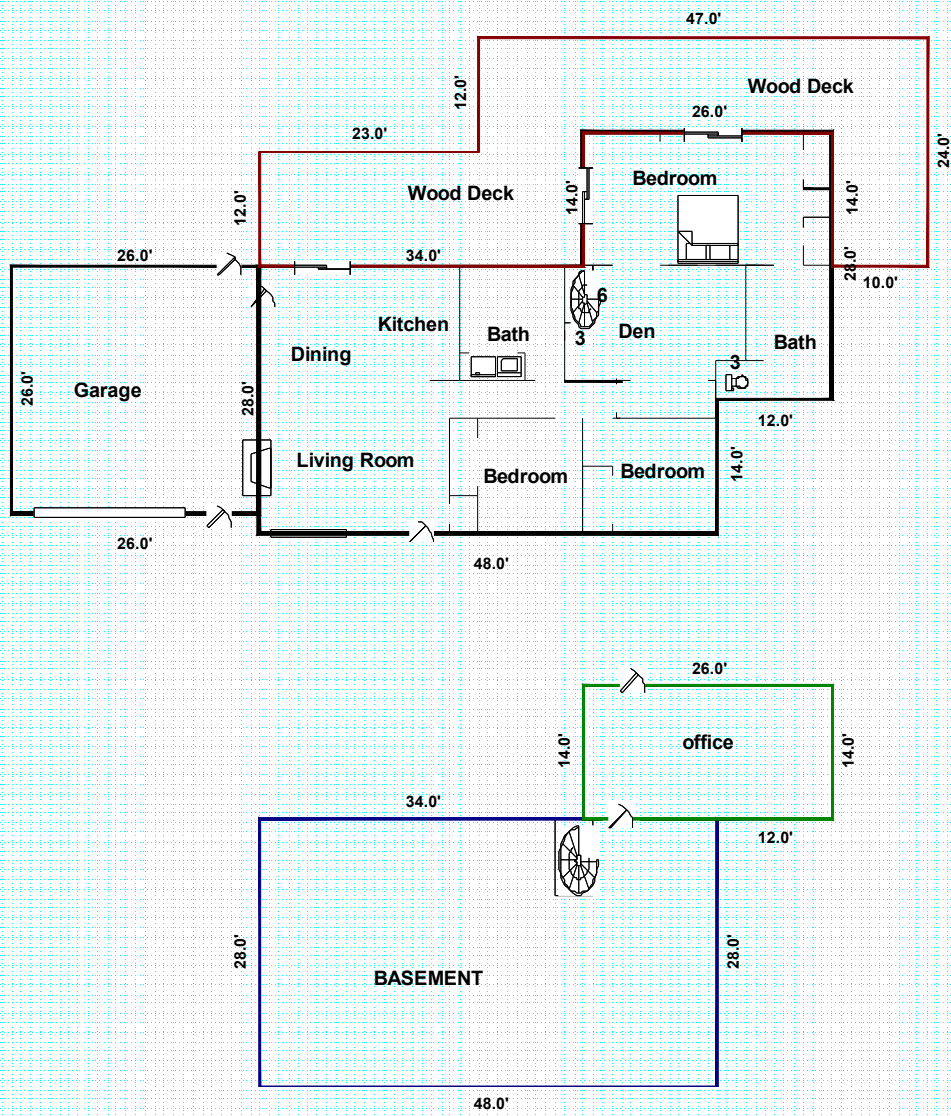 47.0'
Wood Deck
12.0'
26.0'
23.0'
24.0'
Bedroom
Wood Deck
14.0'
14.0'
12.0'
26.0'
34.0'
28.0'
10.0'
6
Kitchen
Bath
3
Den
Bath
Dining
3
Garage
26.0'
28.0'
12.0'
Living Room
Bedroom
Bedroom
14.0'
26.0'
48.0'
26.0'
14.0'
office
14.0'
34.0'
12.0'
28.0'
BASEMENT
28.0'
48.0'